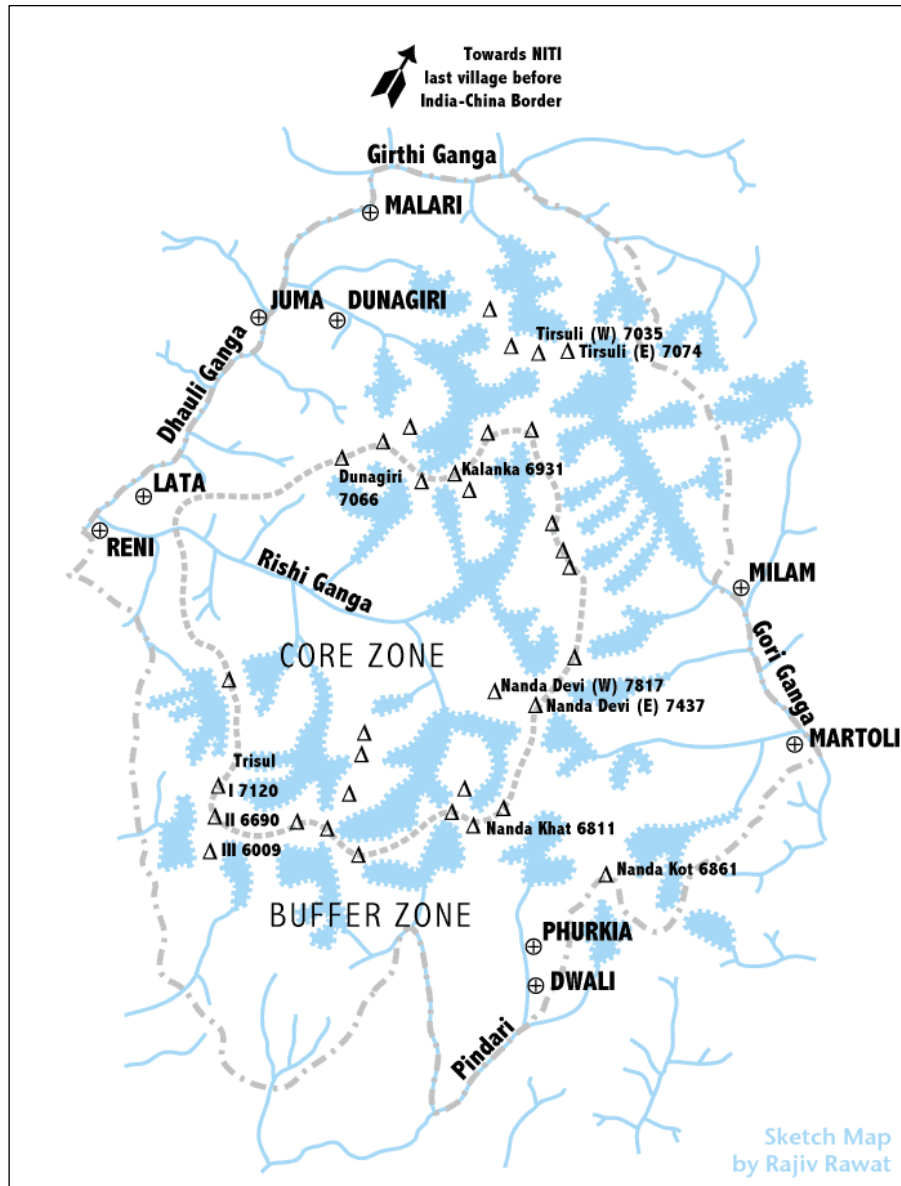 Towards NITI
last village before
India-China Border
Girthi Ganga
MALARI
JUMA
DUNAGIRI
Tirsuli (W) 7035
Tirsuli (E) 7074
Dhauli Ganga
Dunagiri
7066
Kalanka 6931
LATA
RENI
Rishi Ganga
MILAM
CORE ZONE
Gori Ganga
Nanda Devi (W) 7817
Nanda Devi (E) 7437
MARTOLI
Trisul
I 7120
II 6690
III 6009
Nanda Khat 6811
Nanda Kot 6861
BUFFER ZONE
PHURKIA
DWALI
Pindari
Sketch Map
by Rajiv Rawat